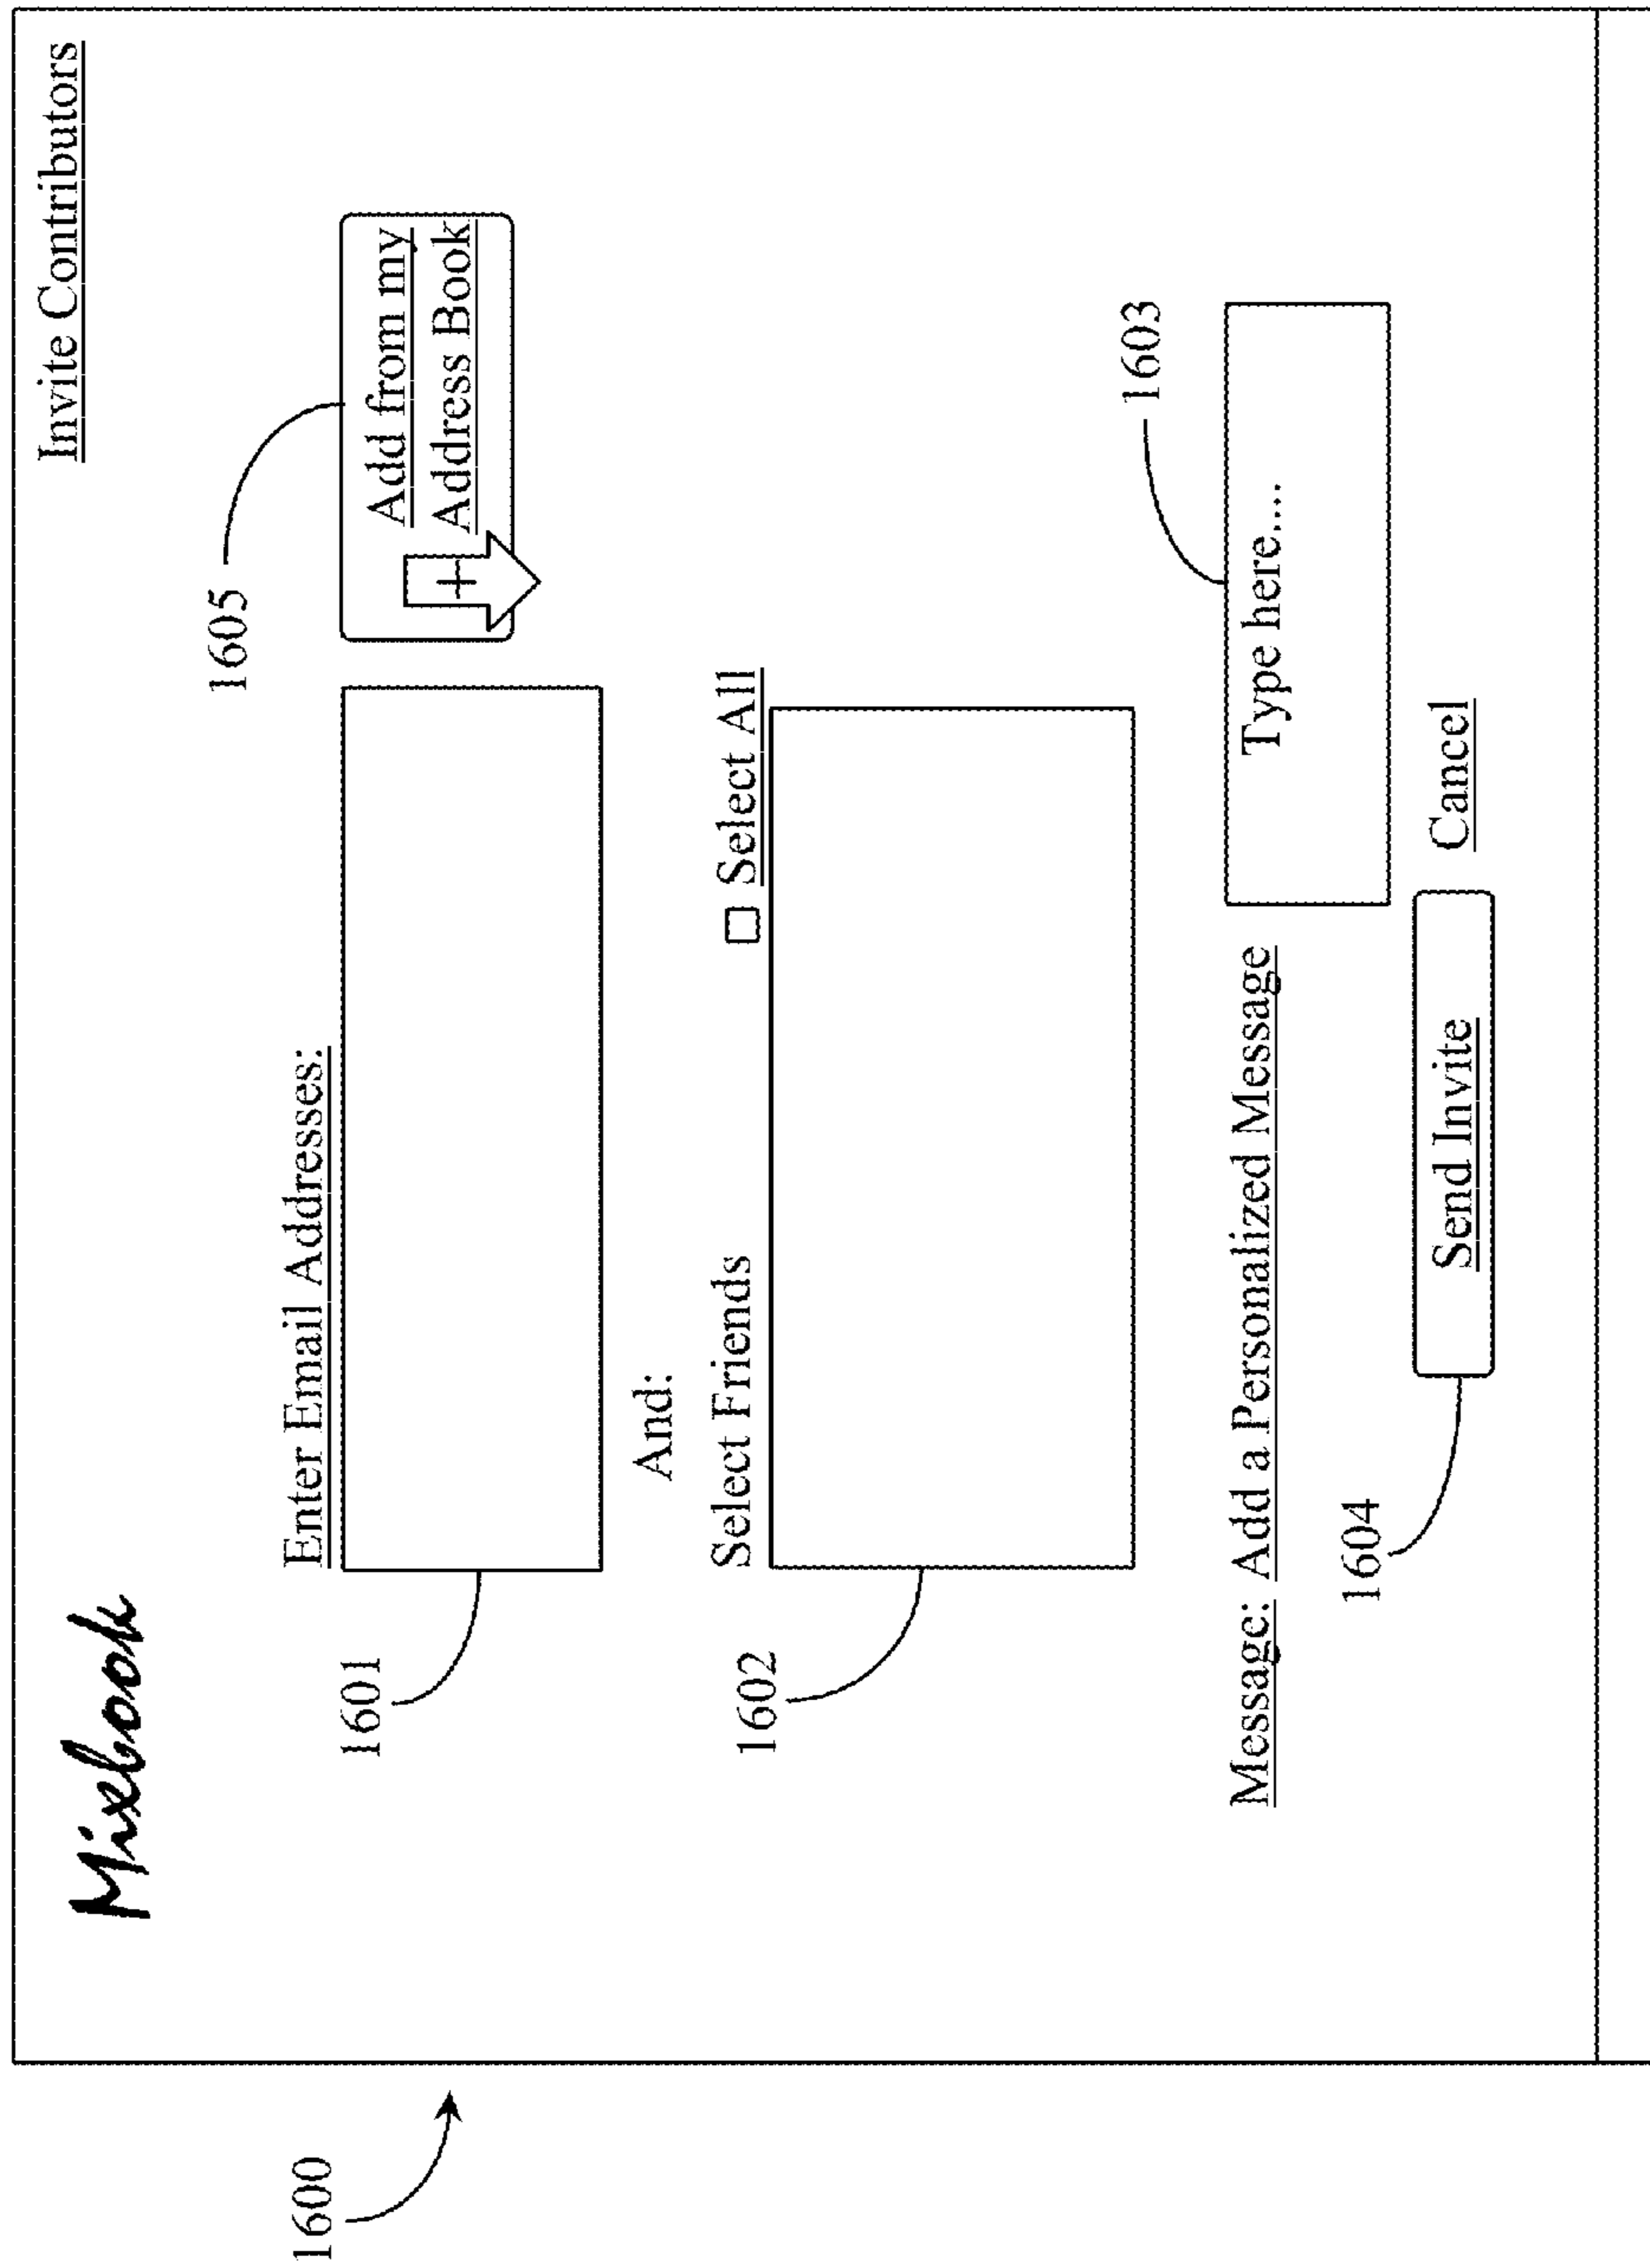 1600
Mixbook
Invite Contributors
1605
Enter Email Addresses:
Add from my
Address Book
+
1601
And:
Select Friends
Select All
1602
1603
Message: Add a Personalized Message
Type here....
1604
Send Invite
Cancel